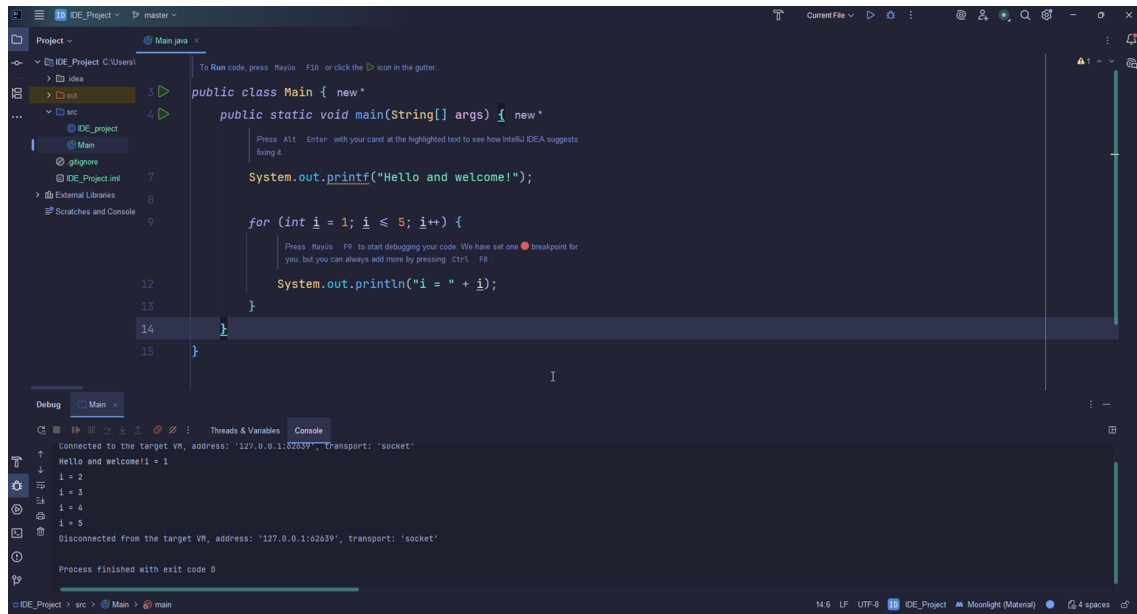 ID IDE_Project master Current File
Project Main.java
IDE_Project C:\Users\
.idea
out
src
IDE_project
Main
.gitignore
IDE_Project.iml
External Libraries
Scratches and Console
To Run code, press Mayús F10 or click the icon in the gutter.
3 public class Main { new *
4 public static void main(String[] args) { new *
Press Alt Enter with your caret at the highlighted text to see how IntelliJ IDEA suggests
fixing it.
7 System.out.printf("Hello and welcome!");
8
9 for (int i = 1; i ≤ 5; i++) {
Press Mayús F9 to start debugging your code. We have set one breakpoint for
you, but you can always add more by pressing Ctrl F8 .
12 System.out.println("i = " + i);
13 }
14 }
15 }
1
Debug Main
Threads & Variables Console
Connected to the target VM, address: '127.0.0.1:62639', transport: 'socket'
Hello and welcome!i = 1
i = 2
i = 3
i = 4
i = 5
Disconnected from the target VM, address: '127.0.0.1:62639', transport: 'socket'
Process finished with exit code 0
IDE_Project > src > Main > main 14:6 LF UTF-8 ID IDE_Project Moonlight (Material) 4 spaces